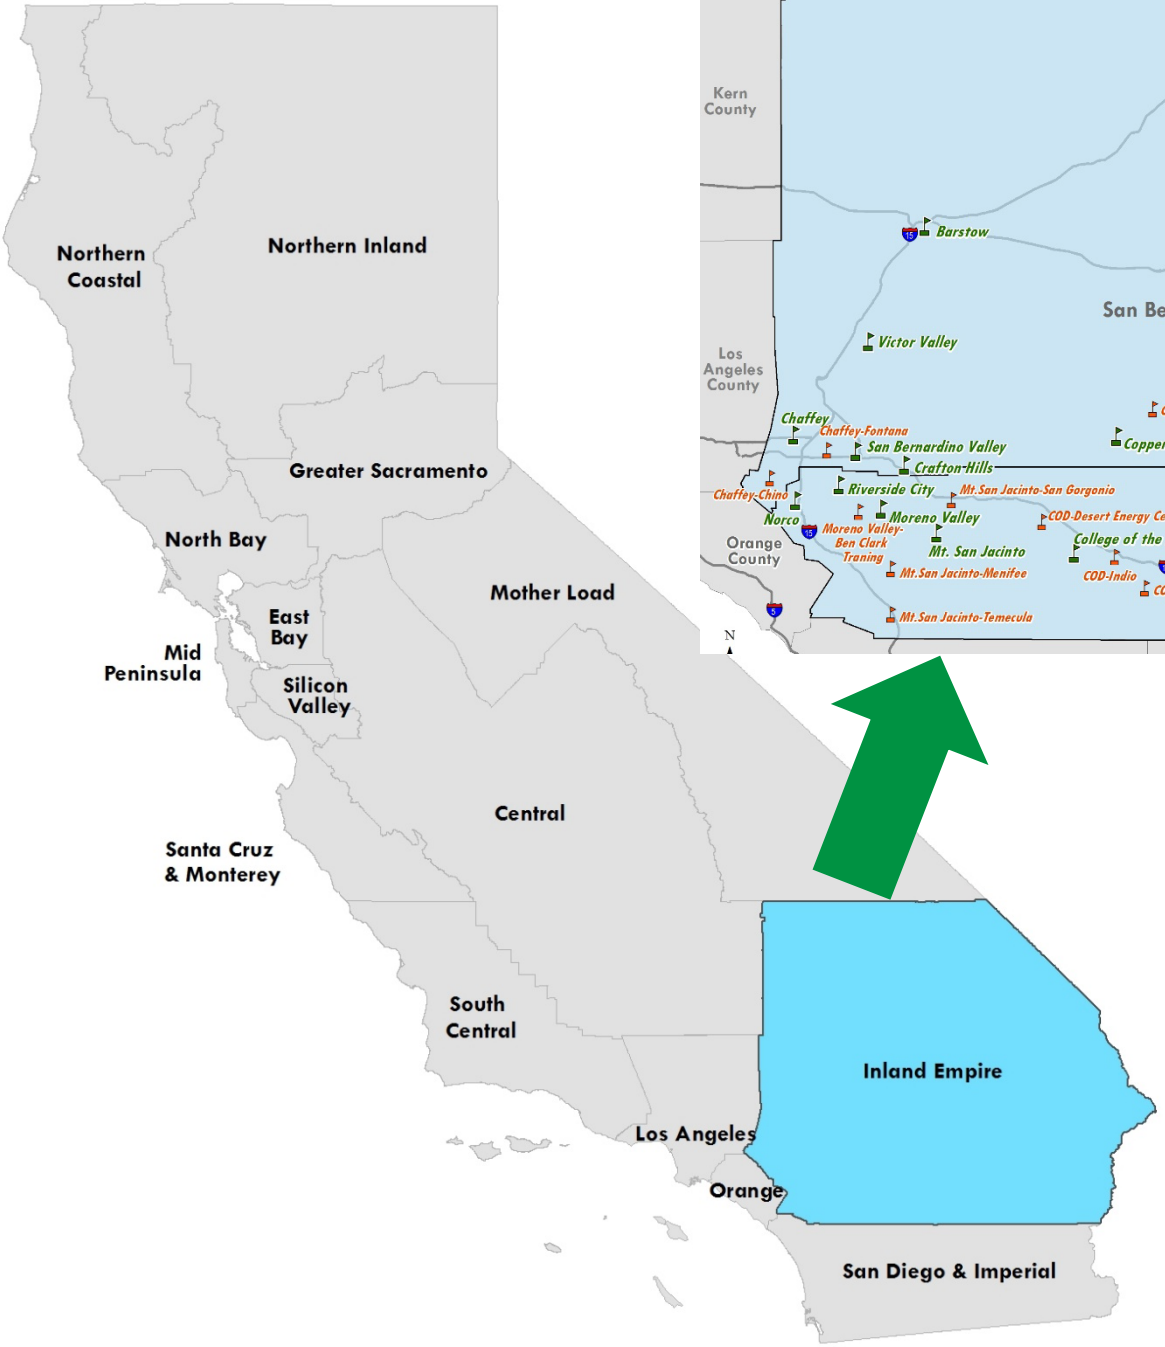 Northern
Coastal
Northern Inland
Greater Sacramento
North Bay
Mother Load
East
Bay
Mid
Peninsula
Silicon
Valley
Central
Santa Cruz
& Monterey
South
Central
Los Angeles
Orange
Inland Empire
San Diego & Imperial
Kern
County
15
Barstow
San Be
Victor Valley
Los
Angeles
County
Chaffey
Chaffey-Fontana
San Bernardino Valley
Copper
Crafton Hills
Chaffey-Chino
Riverside City
Mt.San Jacinto-San Gorgonio
Norco
Moreno Valley
COD-Desert Energy Ce
15
Moreno Valley-
Ben Clark
Traning
Mt. San Jacinto
College of the
Orange
County
Mt.San Jacinto-Menifee
COD-Indio
CO
5
Mt.San Jacinto-Temecula
N